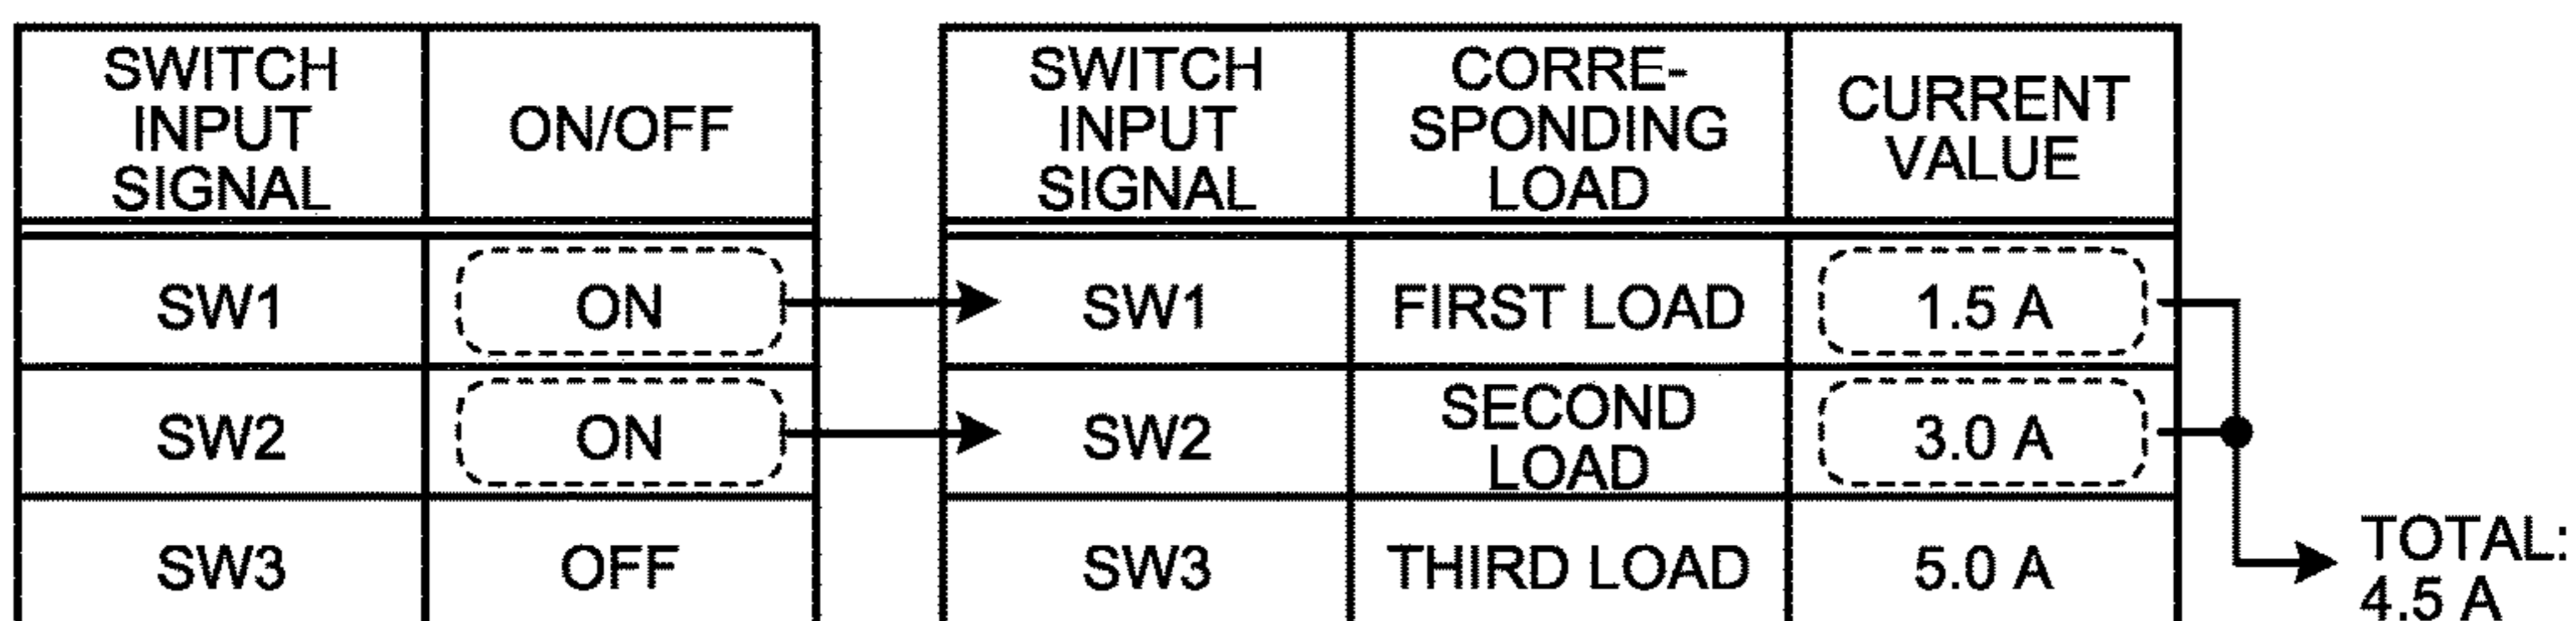 SWITCH
INPUT
SIGNAL
ON/OFF
SWITCH
INPUT
SIGNAL
CORRE-
SPONDING
LOAD
CURRENT
VALUE
SW1
ON
SW1
FIRST LOAD
1.5 A
SW2
ON
SW2
SECOND
LOAD
3.0 A
SW3
OFF
SW3
THIRD LOAD
5.0 A
TOTAL:
4.5 A